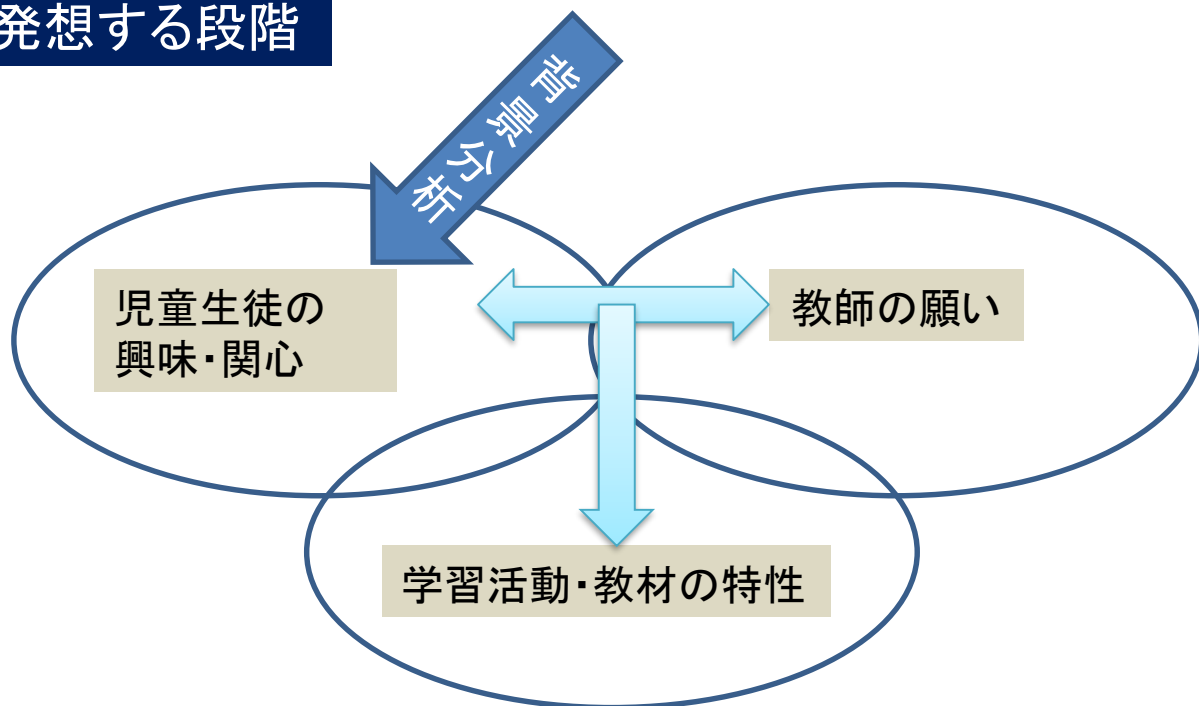 発想する段階
背景分析
児童生徒の
興味・関心
教師の願い
学習活動・教材の特性